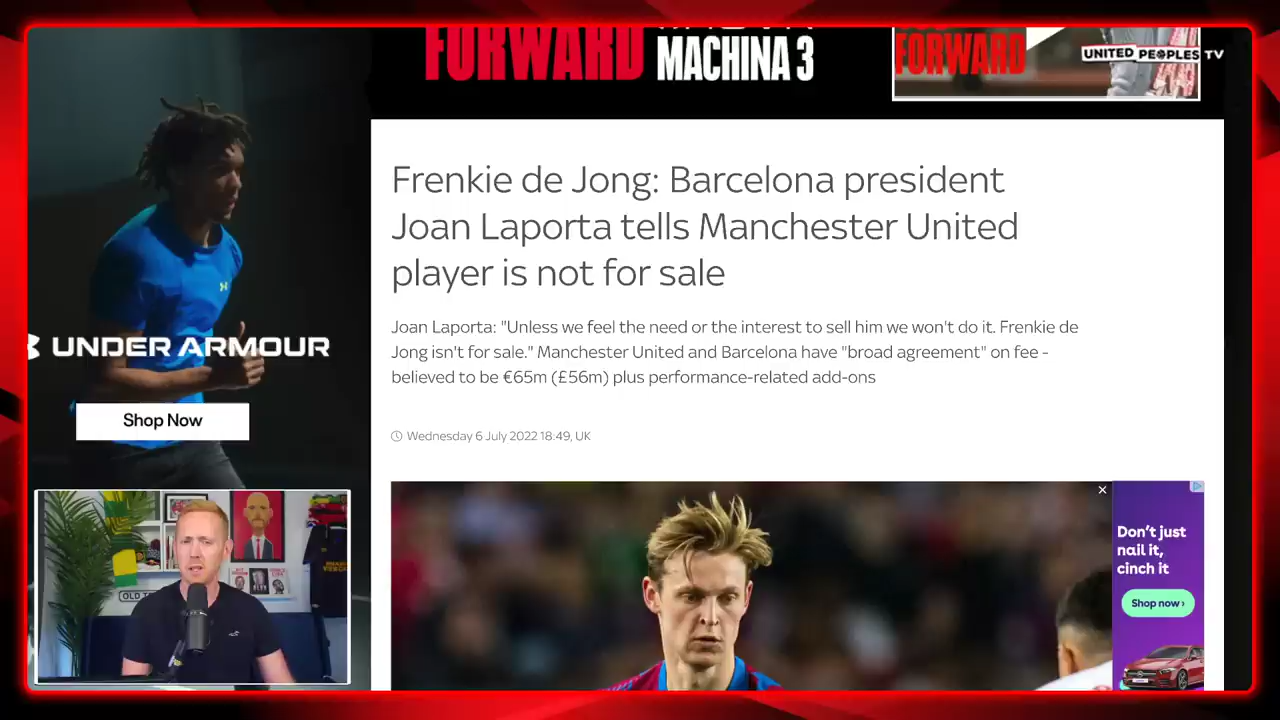 FORWARD
MACHINA 3
FORWARD
UNITED PEOPLES TV
Frenkie de Jong: Barcelona president
Joan Laporta tells Manchester United
player is not for sale
Joan Laporta: "Unless we feel the need or the interest to sell him we won't do it. Frenkie de
Jong isn't for sale." Manchester United and Barcelona have "broad agreement" on fee -
believed to be €65m (£56m) plus performance-related add-ons
Wednesday 6 July 2022 18:49, UK
UNDER ARMOUR
Shop Now
OLD
Don't just
nail it,
cinch it
Shop now ›